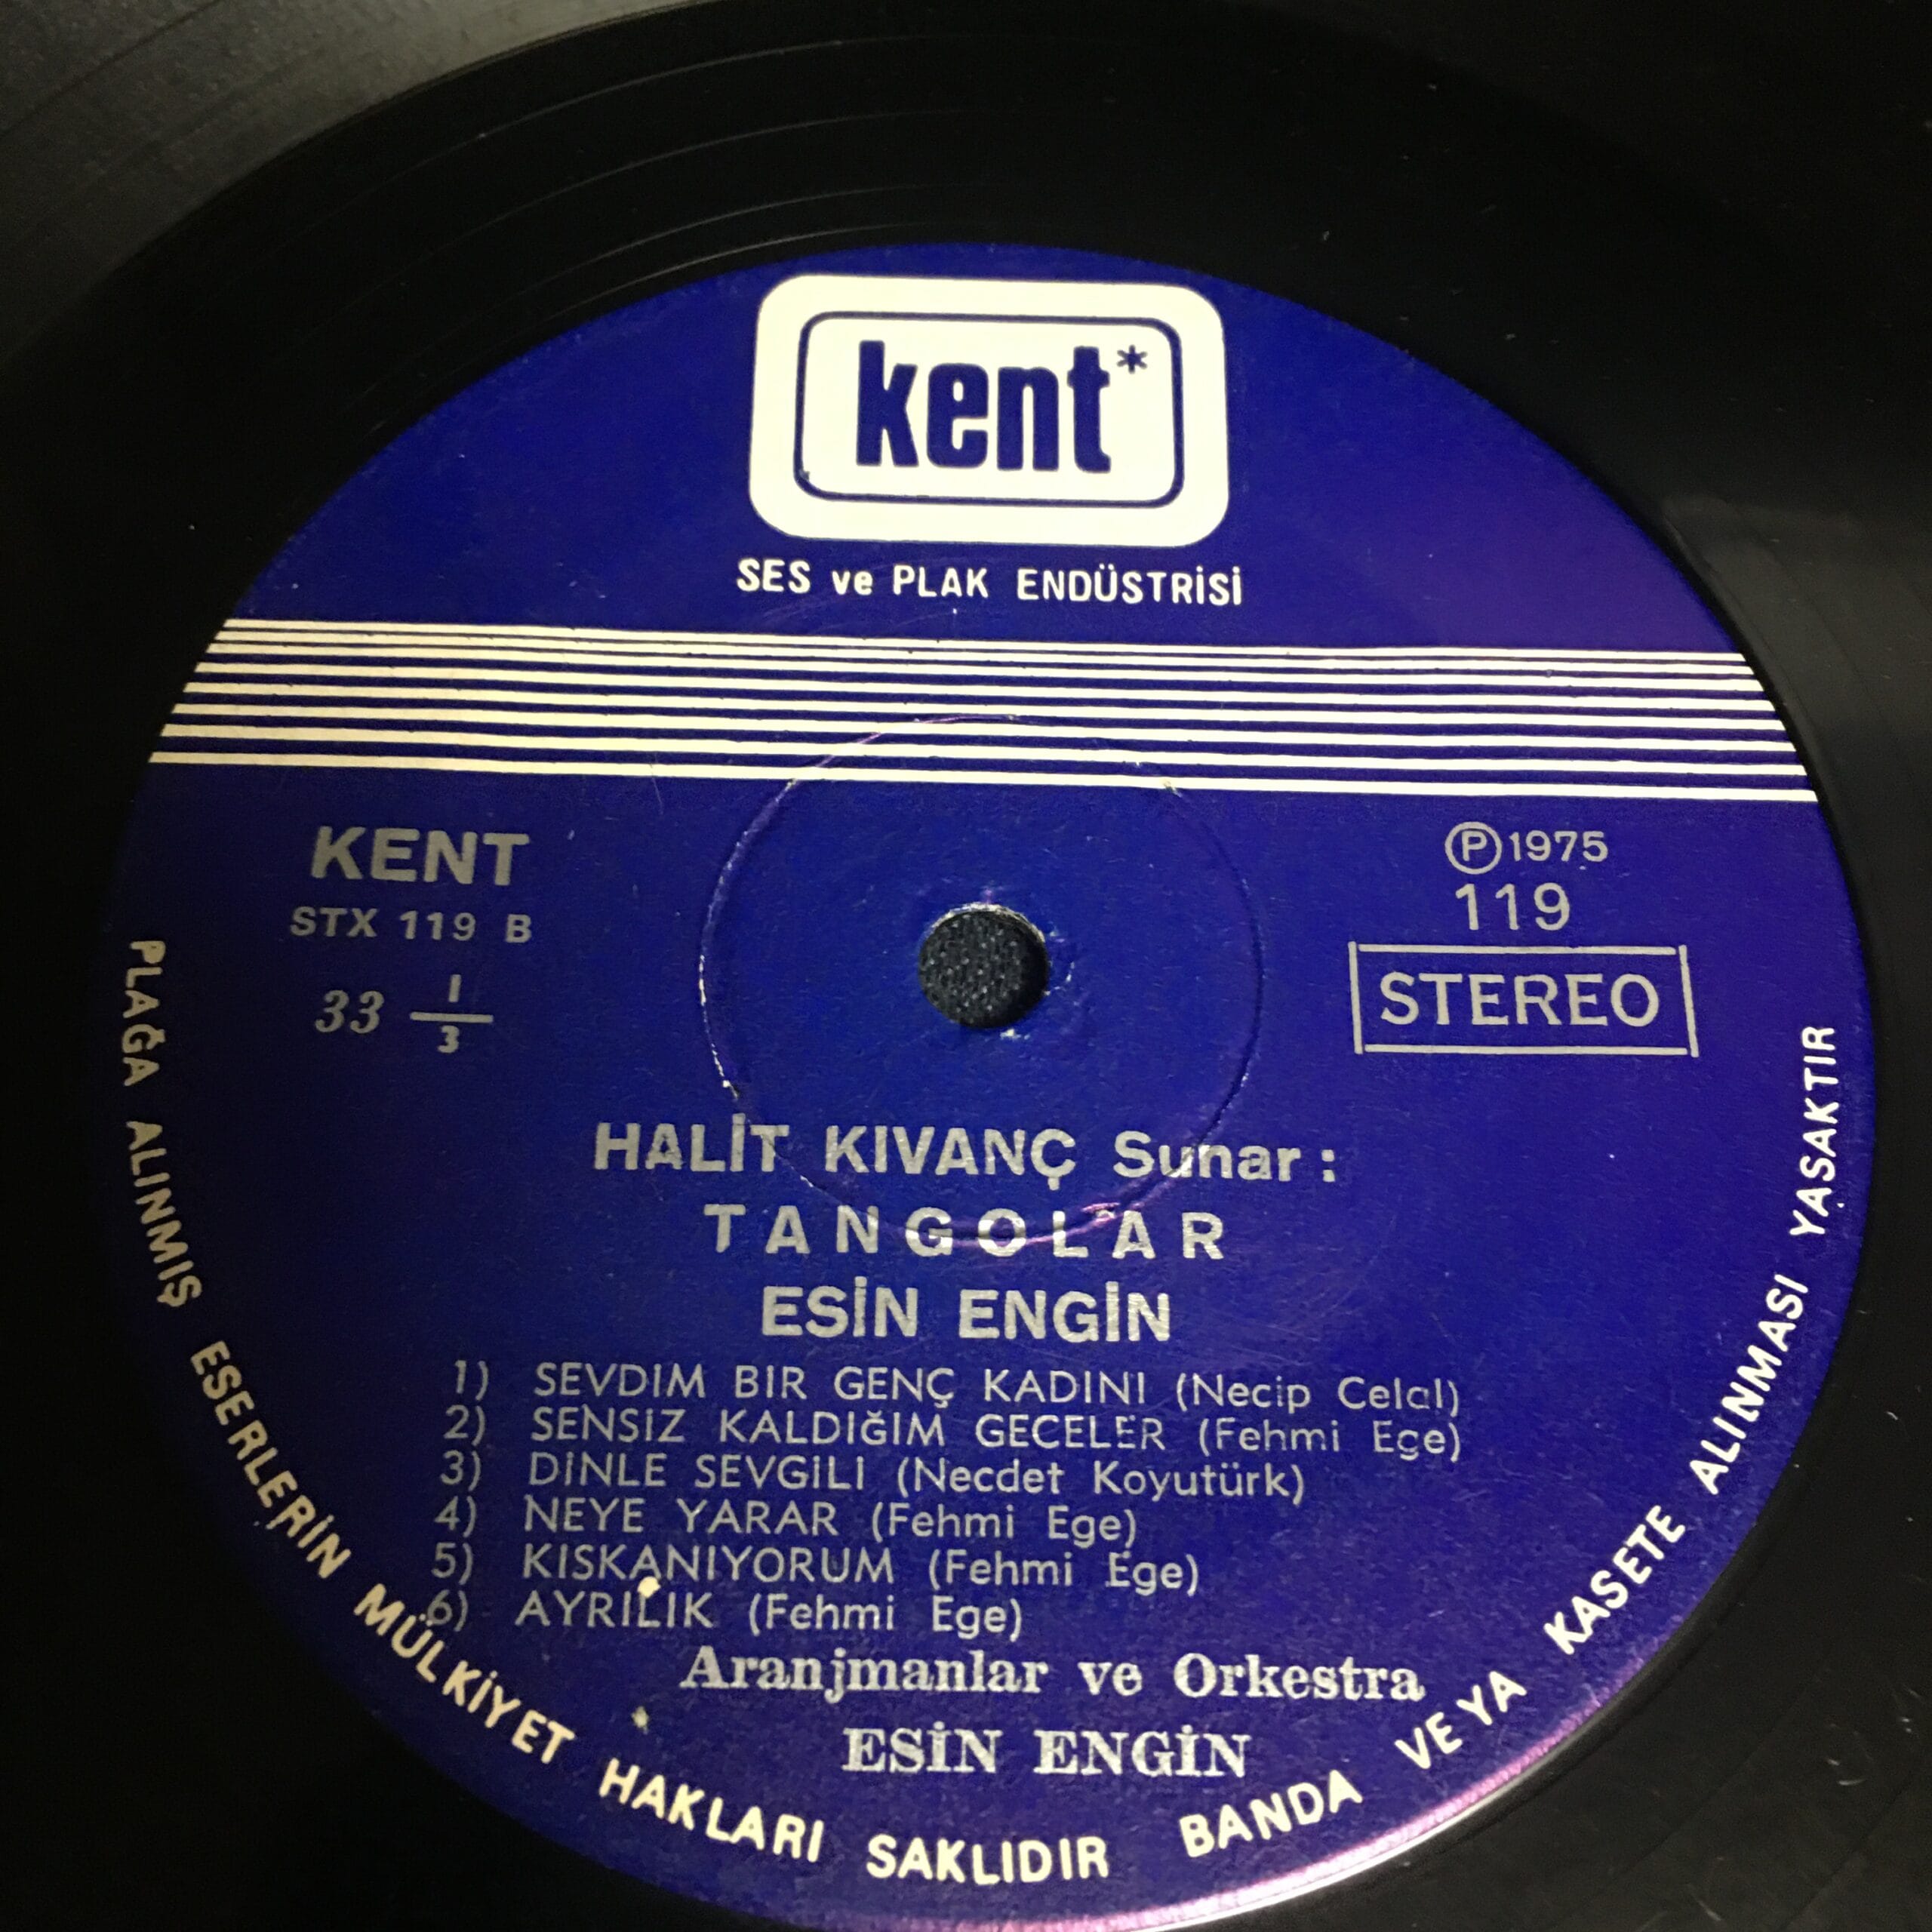 kent*
SES ve PLAK ENDÜSTRİSİ
KENT
STX 119 B
33 1/3
Ⓟ1975
119
STEREO
HALİT KIVANÇ Sunar :
TANGOLAR
ESİN ENGİN
1) SEVDIM BIR GENÇ KADINI (Necip Celal)
2) SENSIZ KALDIĞIM GECELER (Fehmi Ege)
3) DINLE SEVGILI (Necdet Koyutürk)
4) NEYE YARAR (Fehmi Ege)
5) KISKANIYORUM (Fehmi Ege)
6) AYRILIK (Fehmi Ege)
Aranjmanlar ve Orkestra
ESİN ENGİN
PLAĞA ALINMIŞ ESERLERİN MÜLKİYET HAKLARI SAKLIDIR BANDA VEYA KASETE ALINMASI YASAKTIR